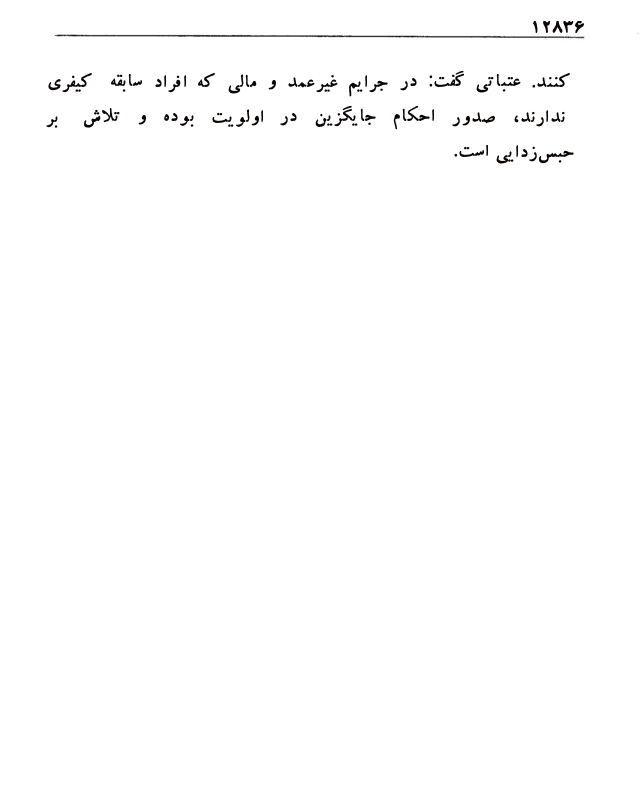 ۱۲۸۳۶
کنند. عتباتی گفت: در جرایم غیرعمد و مالی که افراد سابقه کیفری
ندارند، صدور احکام جایگزین در اولویت بوده و تلاش بر
حبس‌زدایی است.